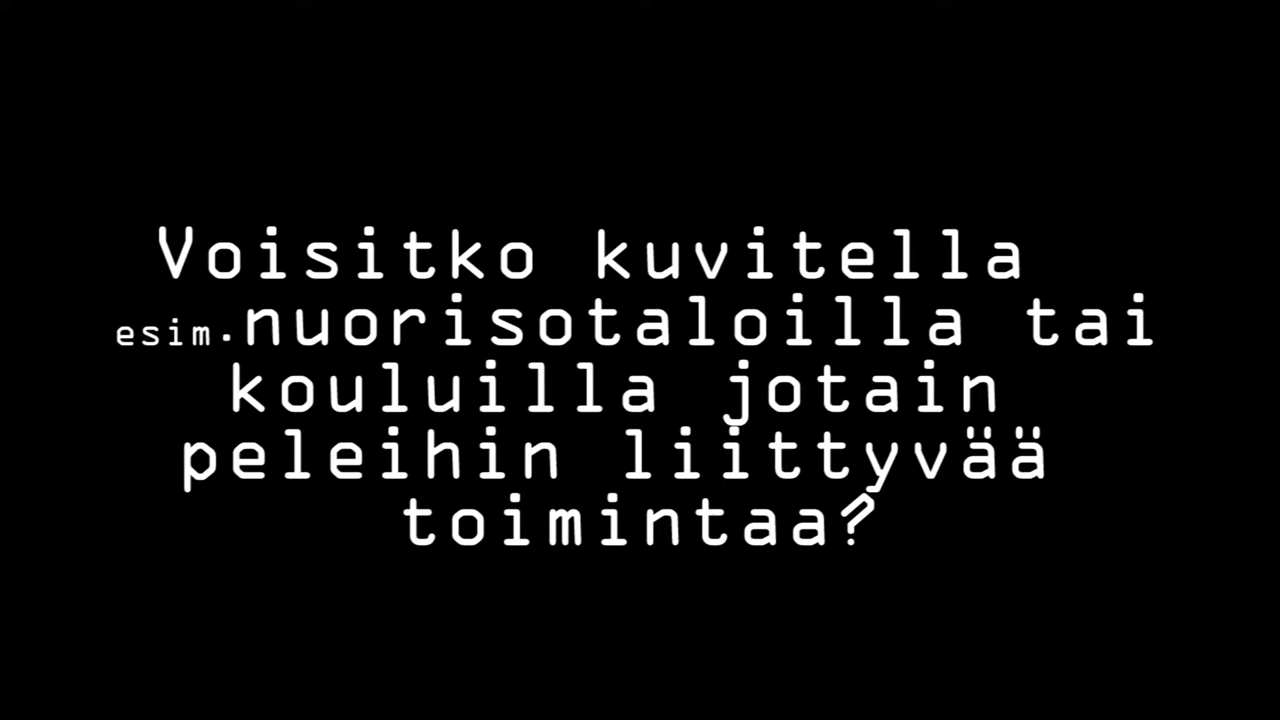 Voisitko kuvitella
esim.nuorisotaloilla tai
kouluilla jotain
peleihin liittyvää
toimintaa?